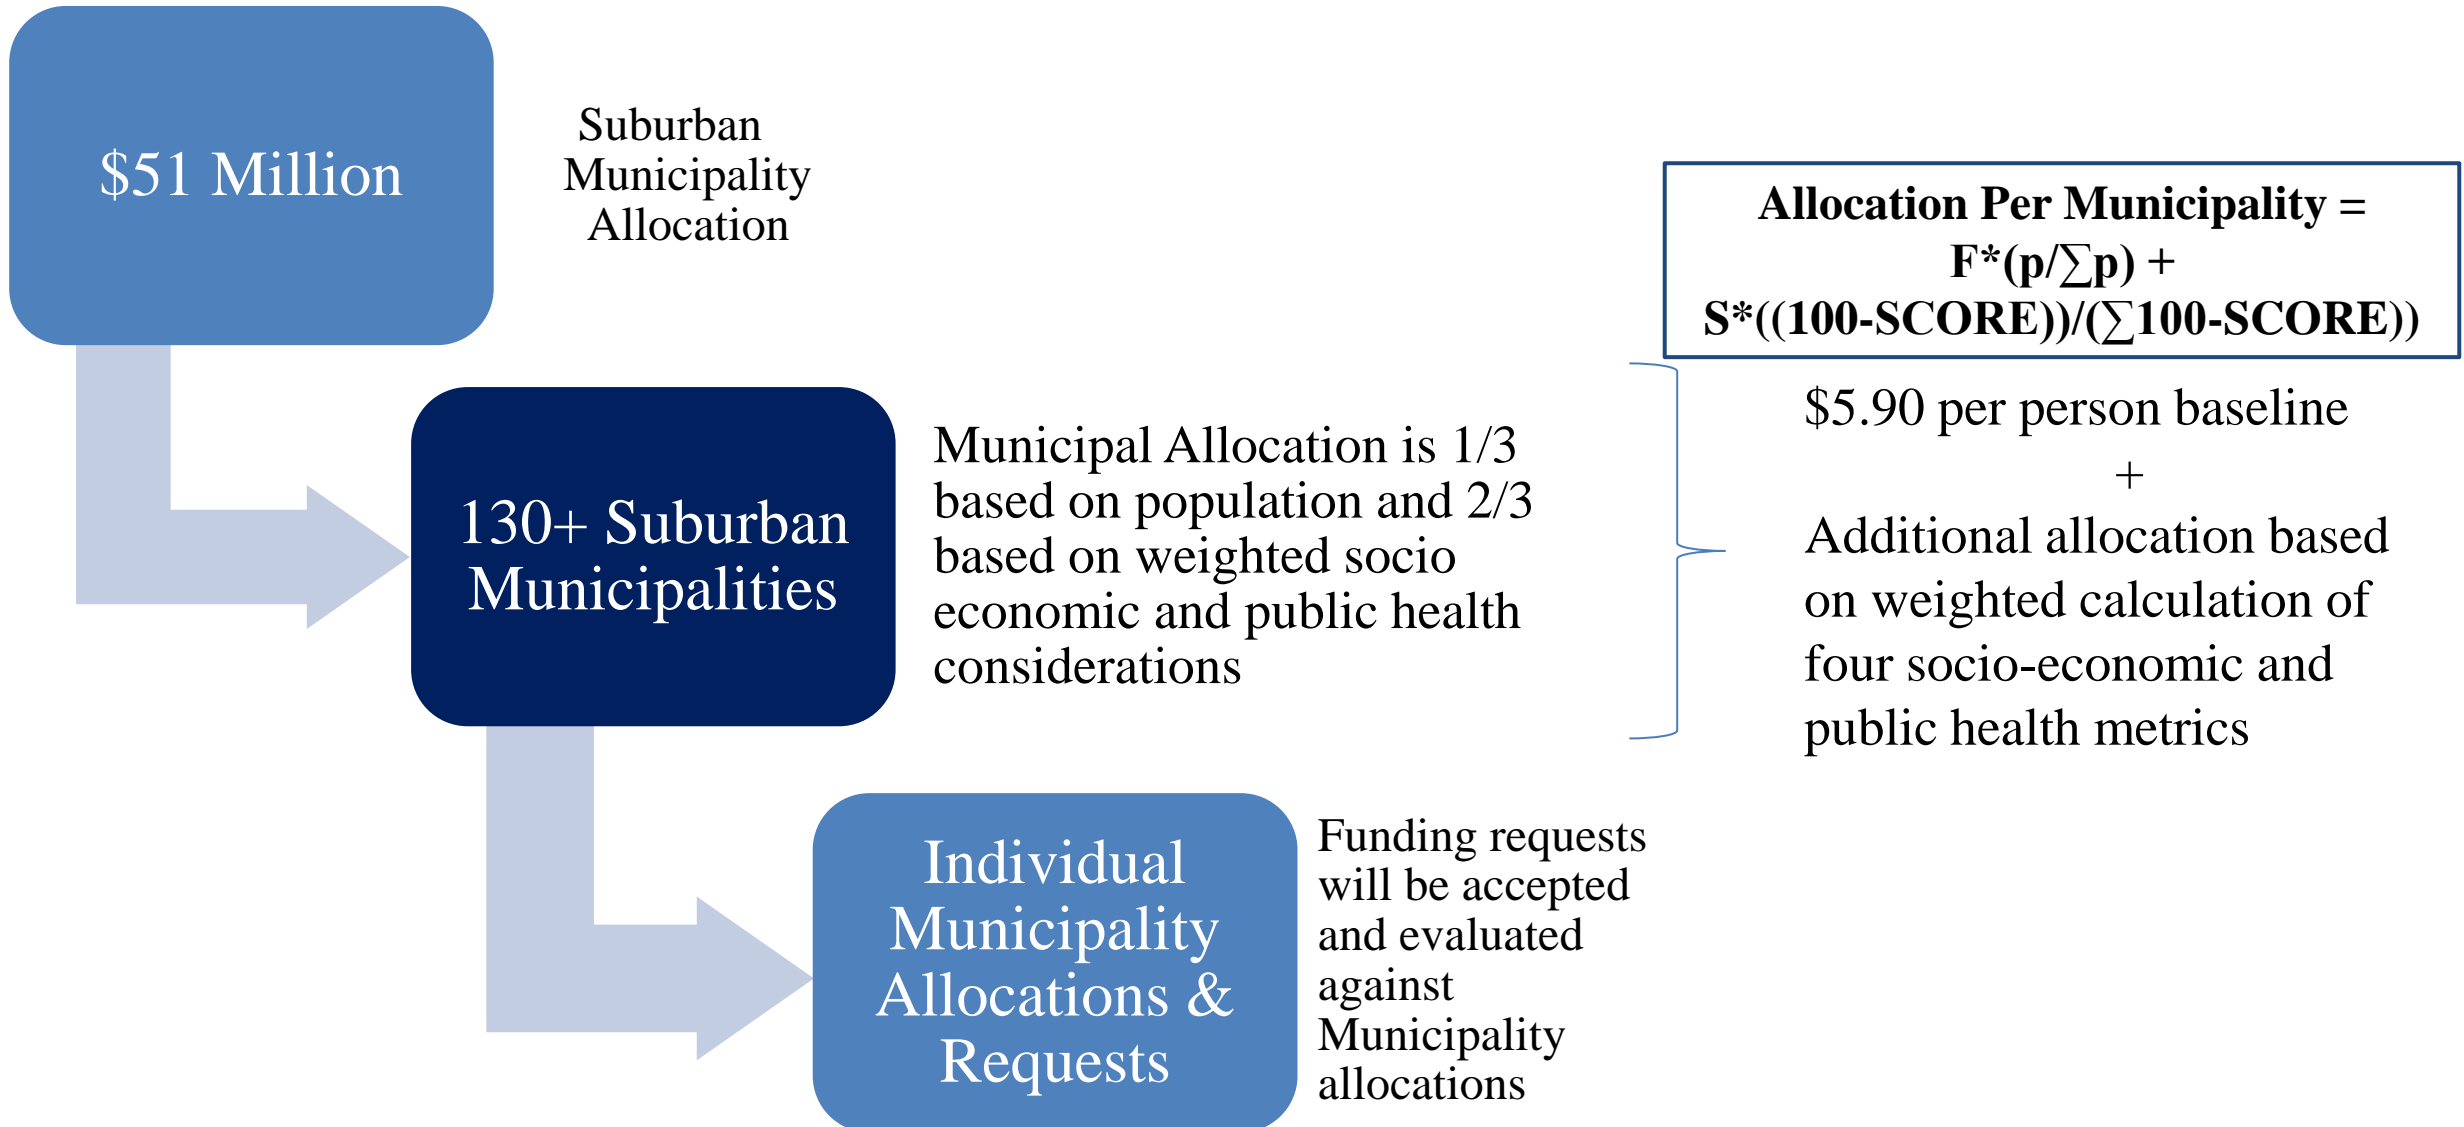 $51 Million
Suburban
Municipality
Allocation
Allocation Per Municipality =
F*(p/∑p) +
S*((100-SCORE))/(∑100-SCORE))
130+ Suburban
Municipalities
Municipal Allocation is 1/3
based on population and 2/3
based on weighted socio
economic and public health
considerations
$5.90 per person baseline
+
Additional allocation based
on weighted calculation of
four socio-economic and
public health metrics
Individual
Municipality
Allocations &
Requests
Funding requests
will be accepted
and evaluated
against
Municipality
allocations